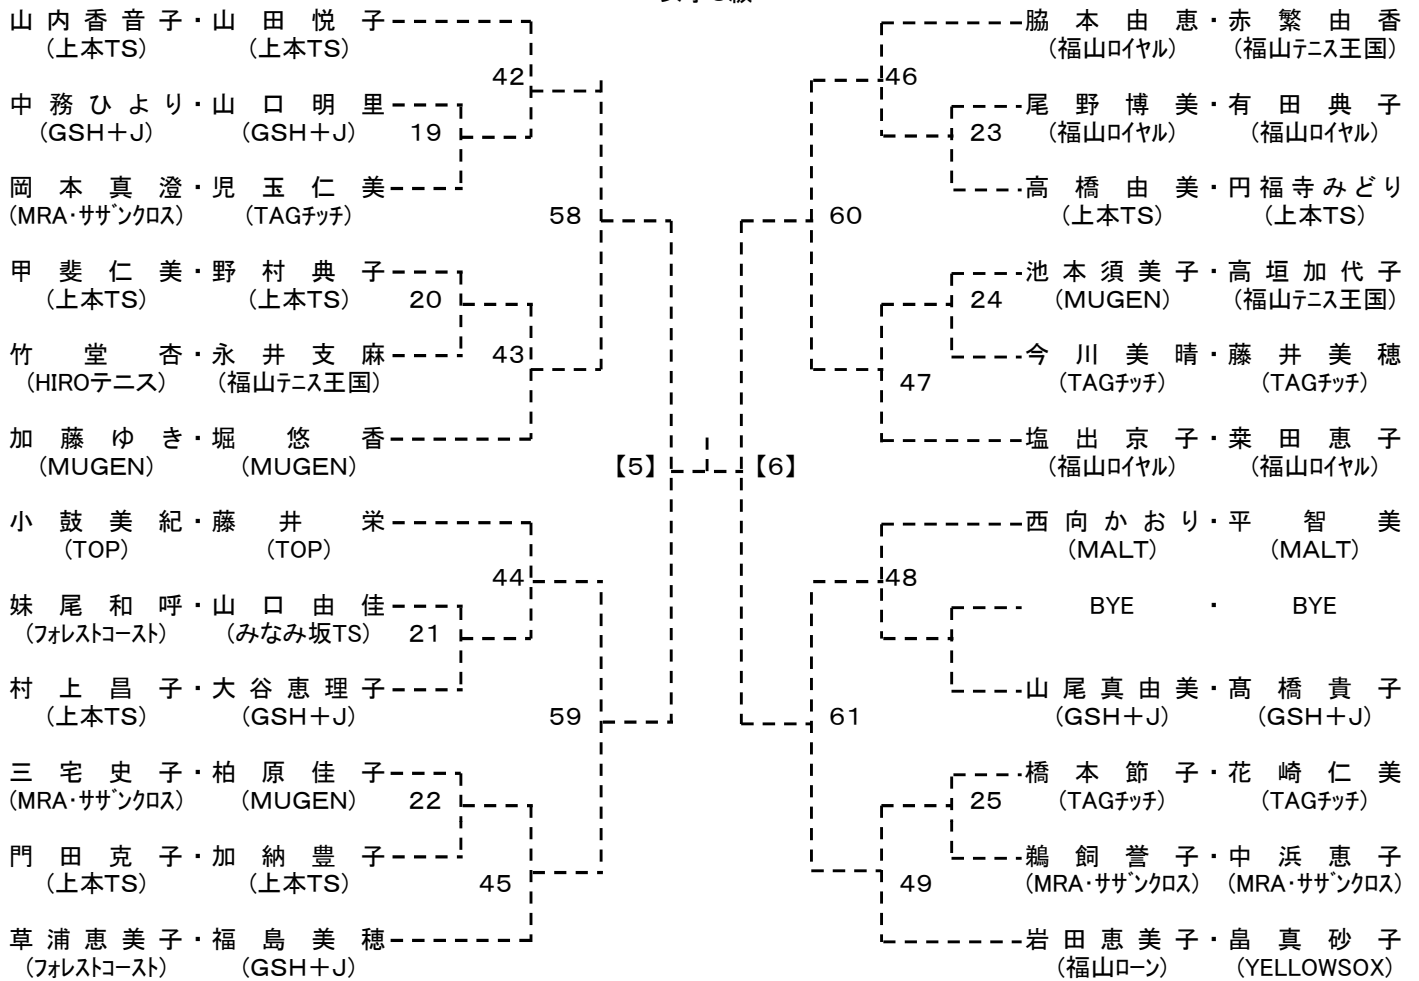 山内香音子・山田悦子
(上本TS) (上本TS)
42
中務ひより・山口明里
(GSH+J) (GSH+J) 19
岡本真澄・児玉仁美
(MRA・サザンクロス) (TAGチッチ)
58
甲斐仁美・野村典子
(上本TS) (上本TS) 20
竹堂杏・永井支麻 43
(HIROテニス) (福山テニス王国)
加藤ゆき・堀悠香
(MUGEN) (MUGEN)
【5】
小鼓美紀・藤井栄
(TOP) (TOP)
44
妹尾和呼・山口由佳
(フォレストコースト) (みなみ坂TS) 21
村上昌子・大谷恵理子
(上本TS) (GSH+J)
59
三宅史子・柏原佳子
(MRA・サザンクロス) (MUGEN) 22
門田克子・加納豊子
(上本TS) (上本TS) 45
草浦恵美子・福島美穂
(フォレストコースト) (GSH+J)
脇本由恵・赤繁由香
(福山ロイヤル) (福山テニス王国)
46
尾野博美・有田典子
23 (福山ロイヤル) (福山ロイヤル)
高橋由美・円福寺みどり
(上本TS) (上本TS)
60
池本須美子・高垣加代子
24 (MUGEN) (福山テニス王国)
今川美晴・藤井美穂
47 (TAGチッチ) (TAGチッチ)
塩出京子・桒田恵子
(福山ロイヤル) (福山ロイヤル)
【6】
西向かおり・平智美
(MALT) (MALT)
48
BYE ・ BYE
山尾真由美・髙橋貴子
(GSH+J) (GSH+J)
61
橋本節子・花崎仁美
25 (TAGチッチ) (TAGチッチ)
鵜飼誉子・中浜恵子
49 (MRA・サザンクロス) (MRA・サザンクロス)
岩田恵美子・畠真砂子
(福山ローン) (YELLOWSOX)